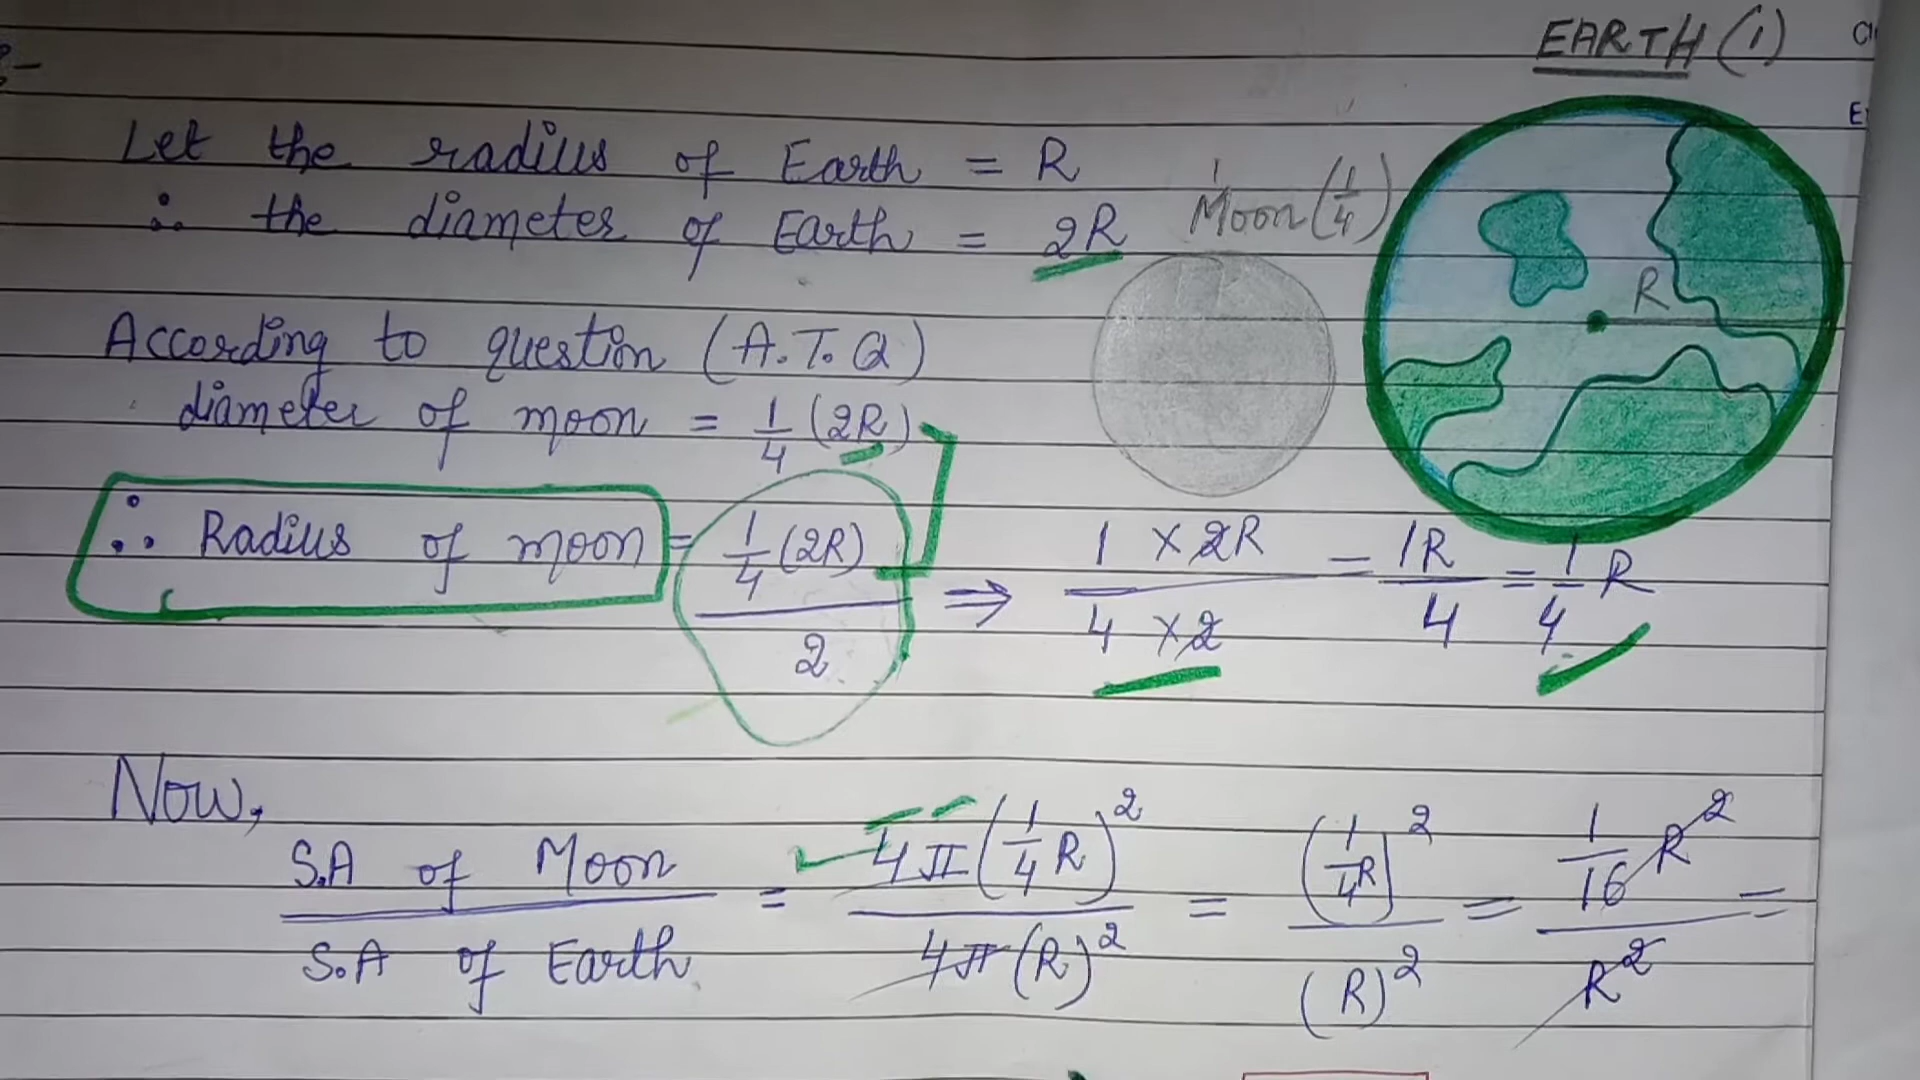 EARTH (1)
Let the radius of Earth = R
∴ the diameter of Earth = 2R
Moon (1/4)
R
According to question (A.T.Q)
diameter of moon = 1/4 (2R)
∴ Radius of moon = 1/4 (2R) / 2 ⇒ 1 × 2R / 4 × 2 = 1R / 4 = 1/4 R
Now,
S.A of Moon / S.A of Earth = 4π (1/4 R)² / 4π (R)² = (1/4 R)² / (R)² = 1/16 R² / R² =